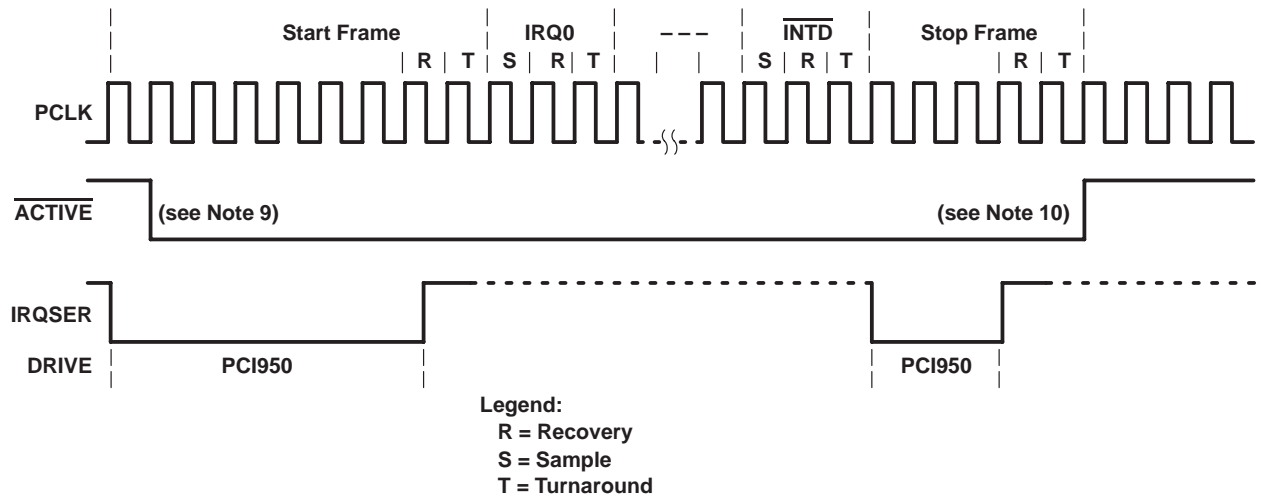 Start Frame IRQ0 – – – INTD Stop Frame
R T S R T S R T R T
PCLK
ACTIVE (see Note 9) (see Note 10)
IRQSER
DRIVE PCI950 PCI950
Legend:
R = Recovery
S = Sample
T = Turnaround